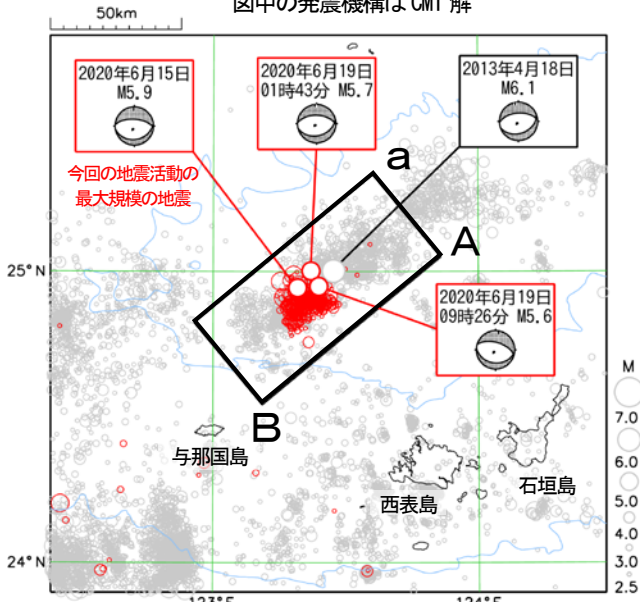 図中の発震機構はCMT解
50km
2020年6月15日
M5.9
2020年6月19日
01時43分 M5.7
2013年4月18日
M6.1
今回の地震活動の
最大規模の地震
a
A
25°N
2020年6月19日
09時26分 M5.6
B
与那国島
西表島
石垣島
M
7.0
6.0
5.0
4.0
3.0
2.5
24°N
123°E
124°E